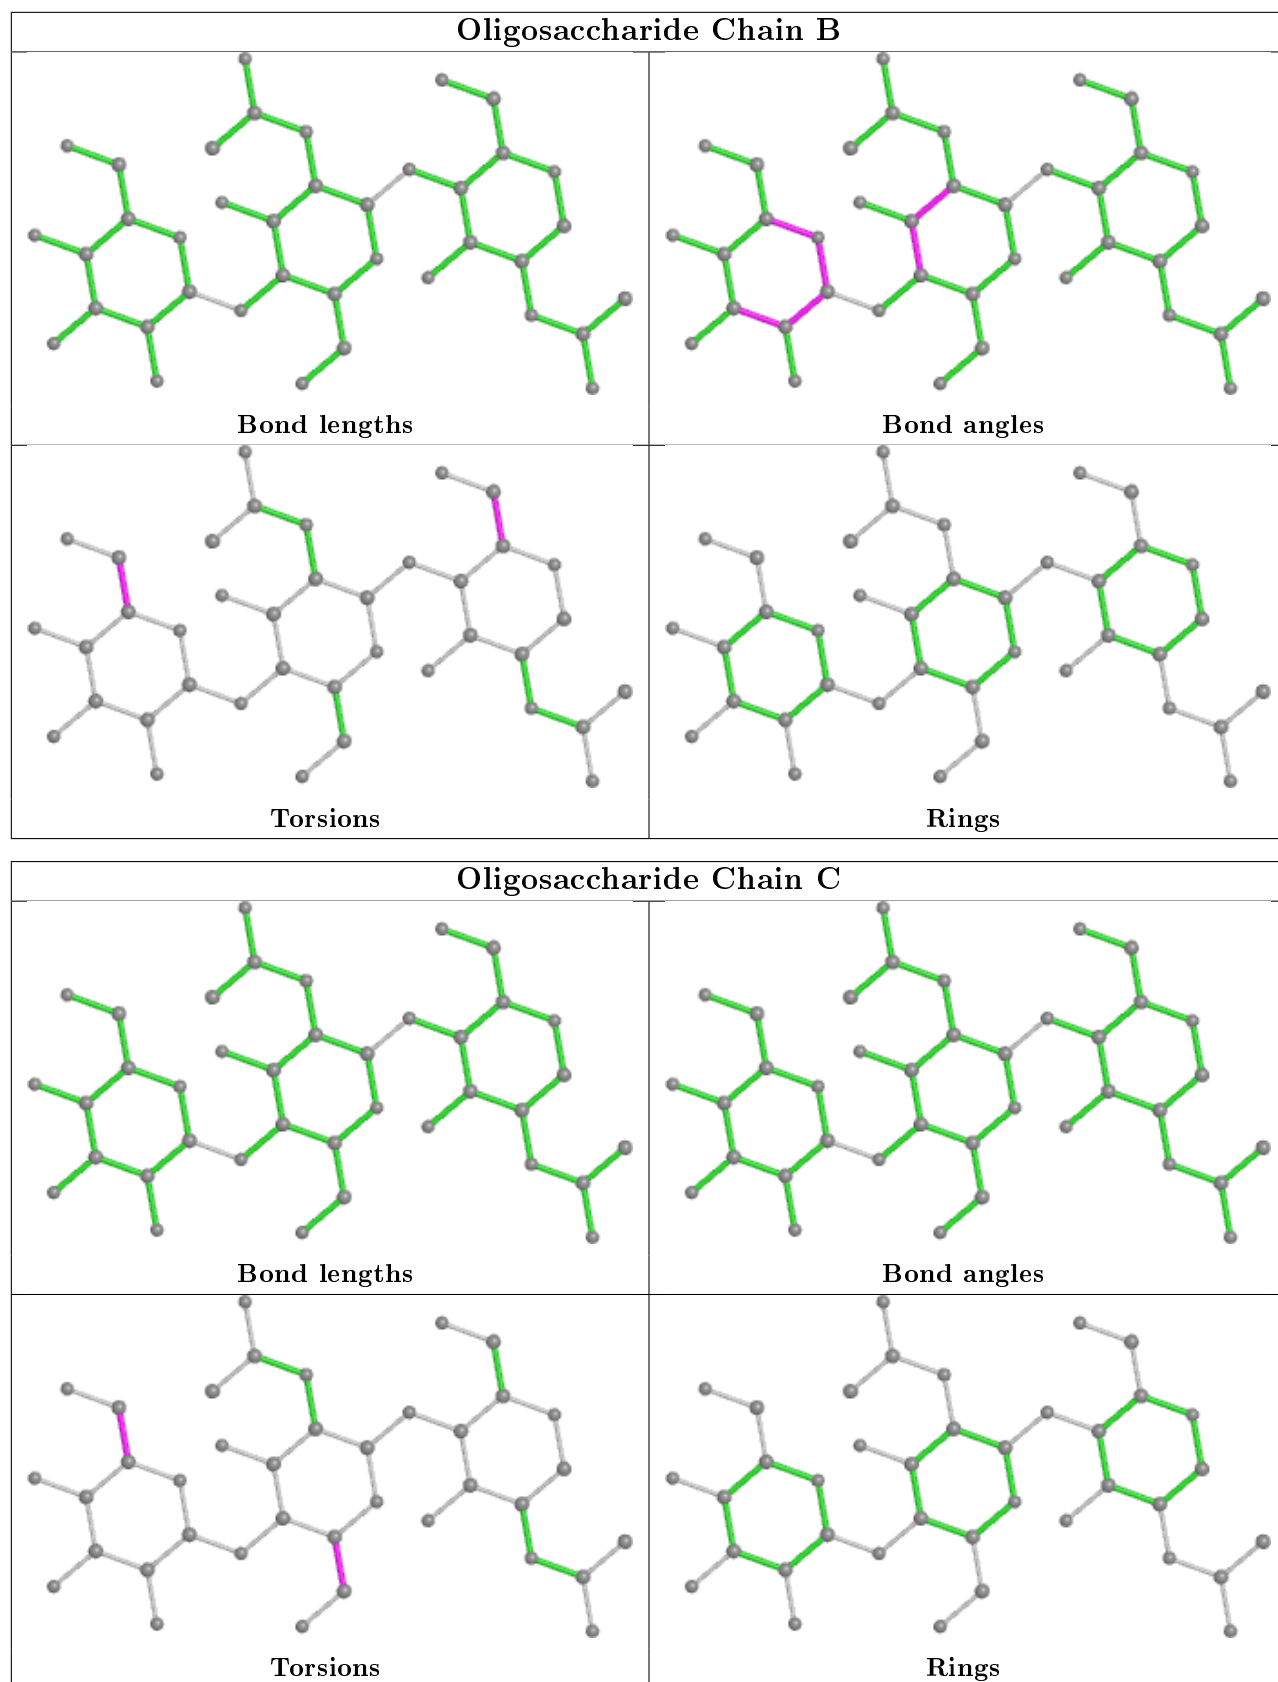 Oligosaccharide Chain B
Bond lengths
Bond angles
Torsions
Rings
Oligosaccharide Chain C
Bond lengths
Bond angles
Torsions
Rings